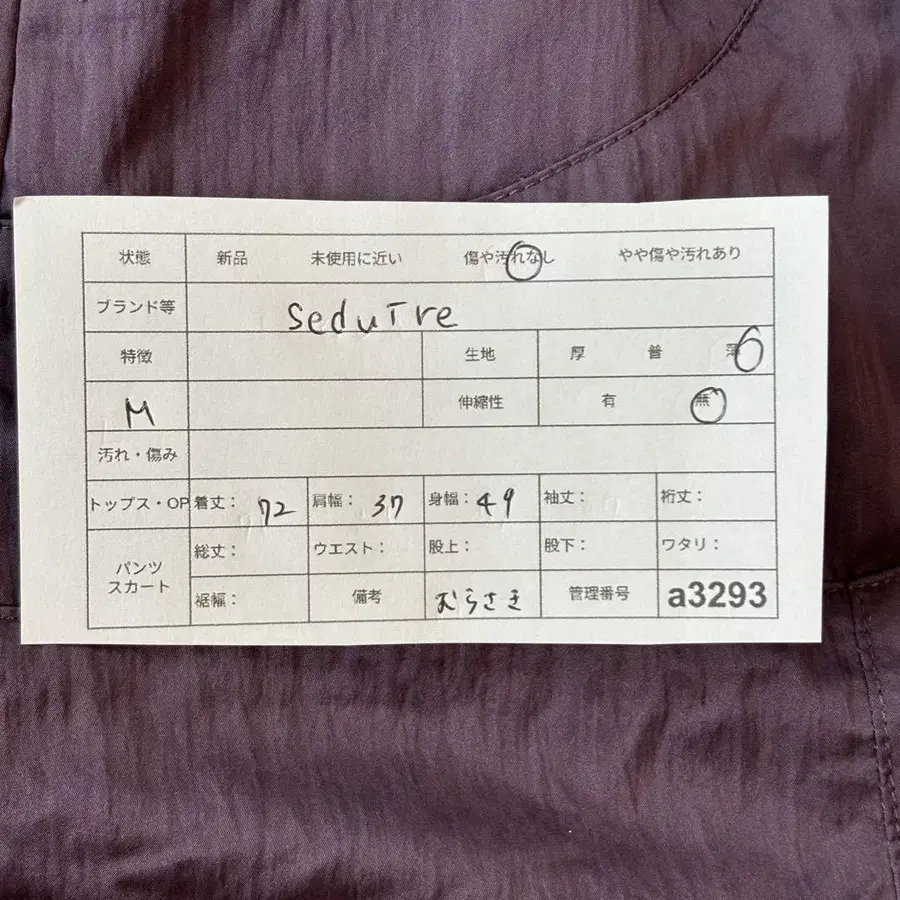 状態 新品 未使用に近い 傷や汚れなし やや傷や汚れあり
ブランド等 SeduiTre
特徴 生地 厚 普 薄
M 伸縮性 有 無
汚れ・傷み
トップス・OP 着丈： 72 肩幅： 37 身幅： 49 袖丈： 裄丈：
パンツ スカート 総丈： ウエスト： 股上： 股下： ワタリ：
裾幅： 備考 むらさき 管理番号 a3293